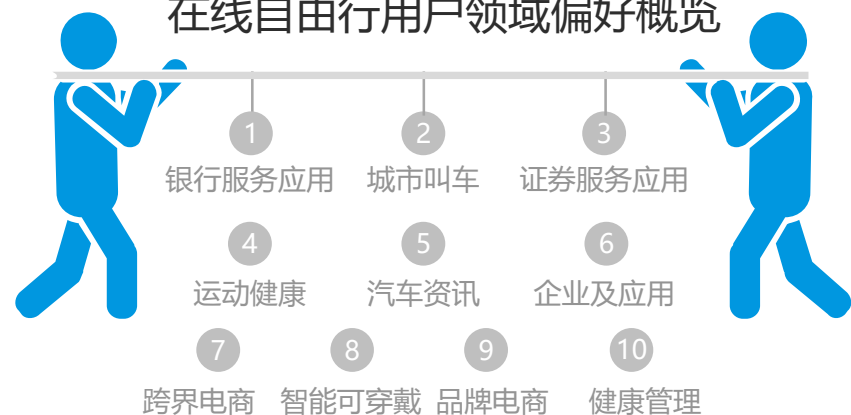 在线自由行用户领域偏好概览
1 2 3
银行服务应用 城市叫车 证券服务应用
4 5 6
运动健康 汽车资讯 企业及应用
7 8 9 10
跨界电商 智能可穿戴 品牌电商 健康管理